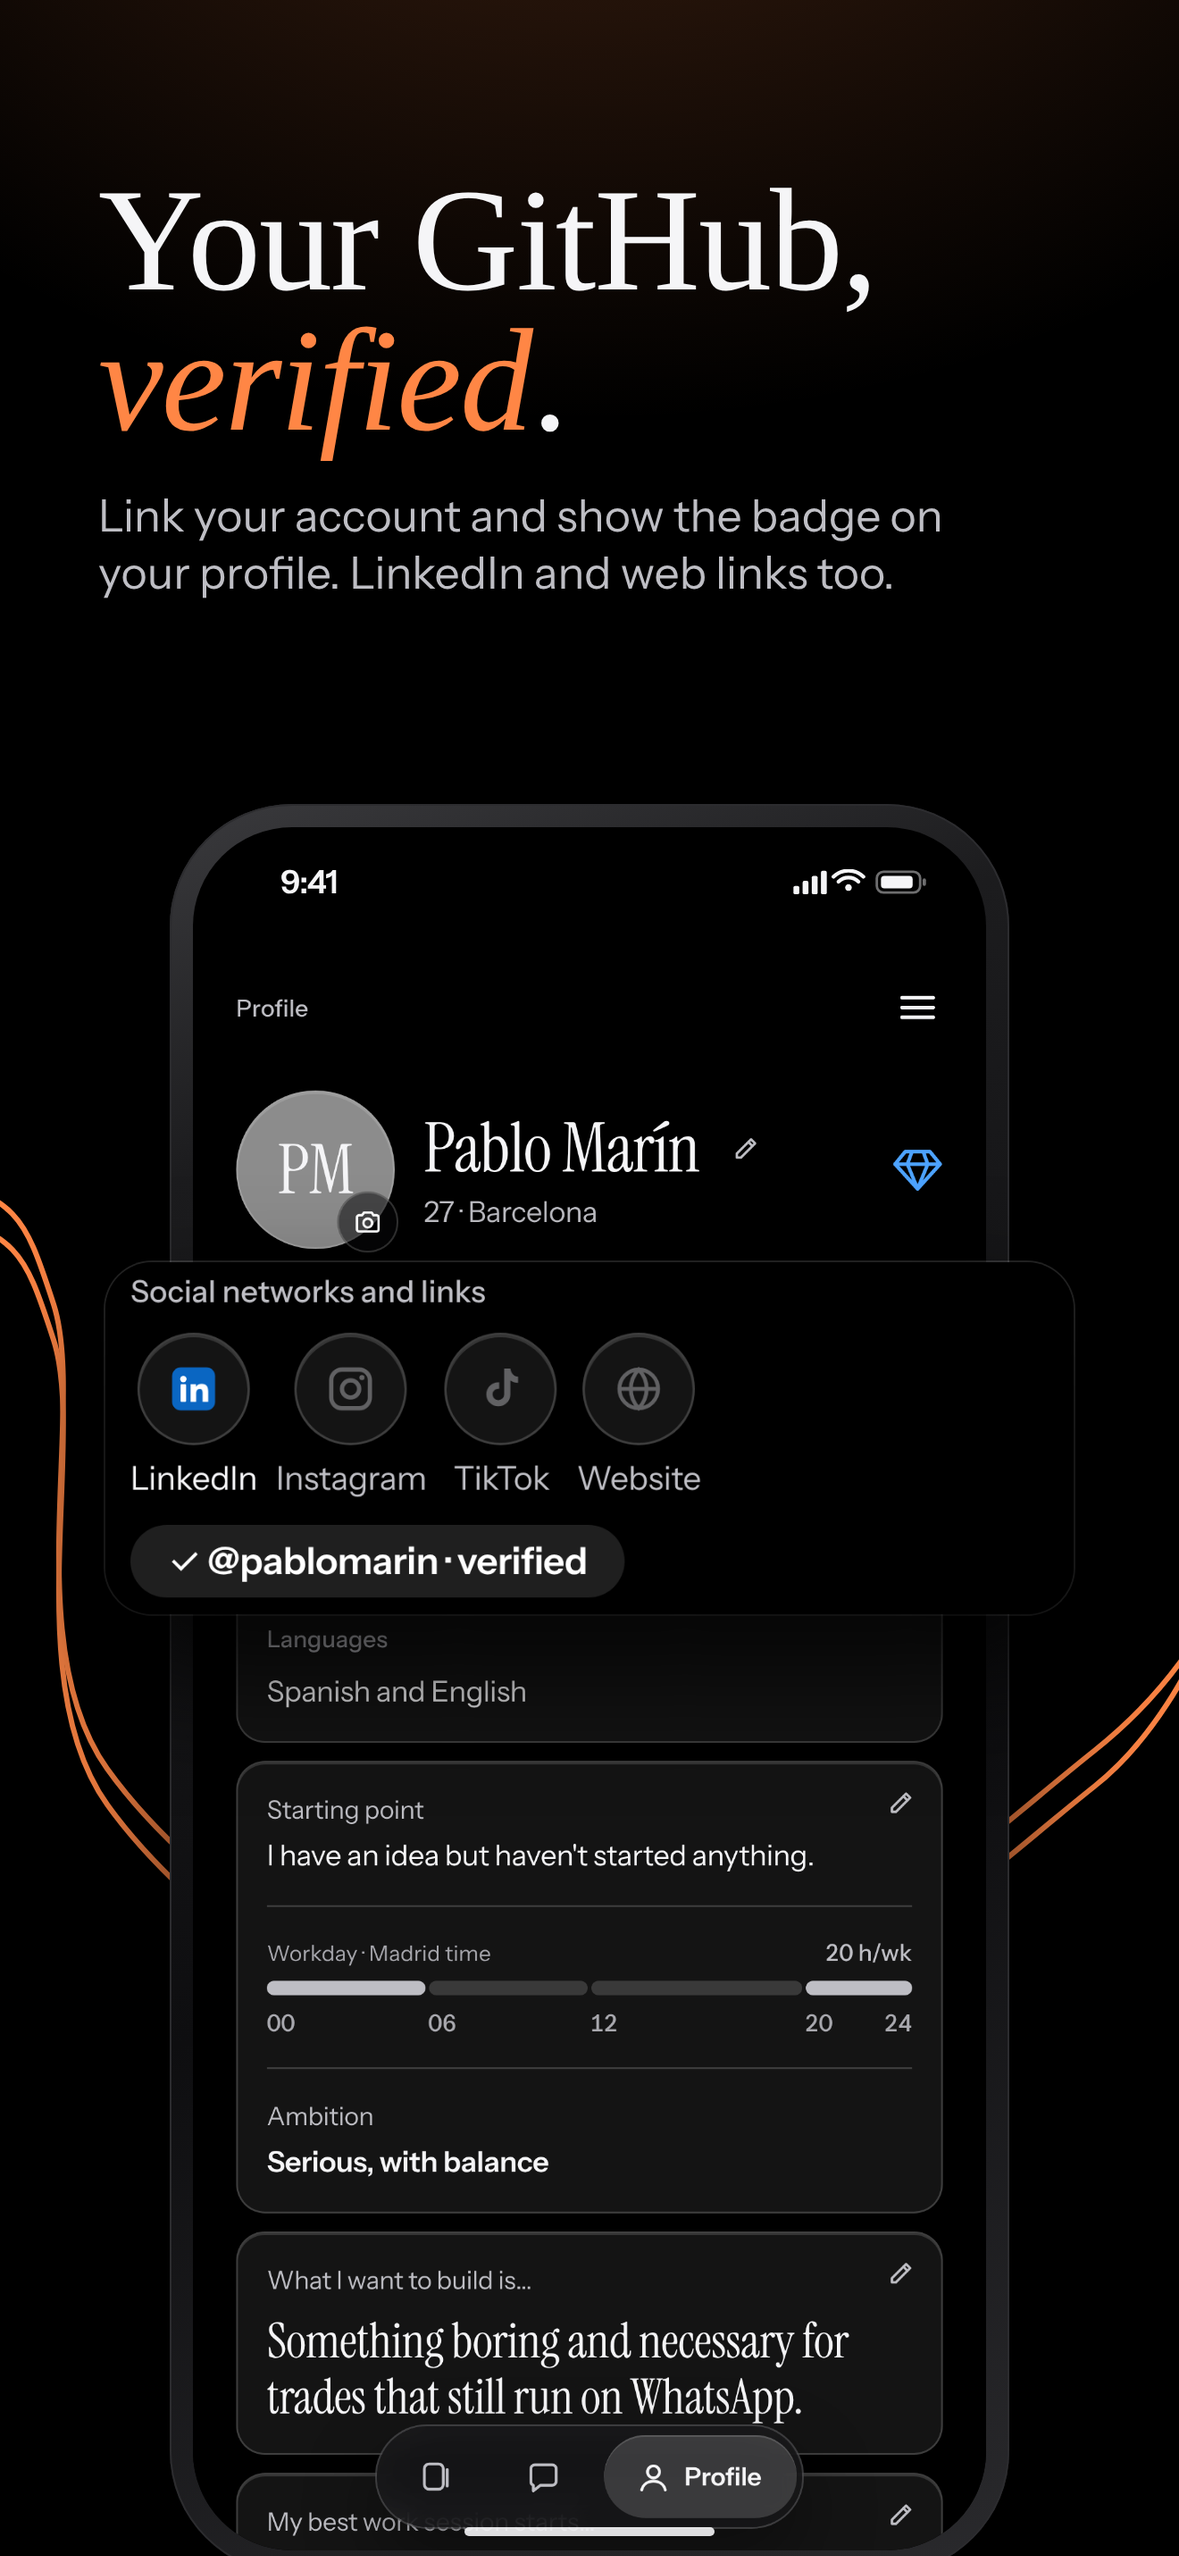 Your GitHub,
verified.
Link your account and show the badge on
your profile. LinkedIn and web links too.
9:41
Profile
PM
Pablo Marín
27 · Barcelona
Social networks and links
in
LinkedIn Instagram TikTok Website
@pablomarin · verified
Languages
Spanish and English
Starting point
I have an idea but haven't started anything.
Workday · Madrid time 20 h/wk
00 06 12 20 24
Ambition
Serious, with balance
What I want to build is...
Something boring and necessary for
trades that still run on WhatsApp.
Profile
My best work session starts...